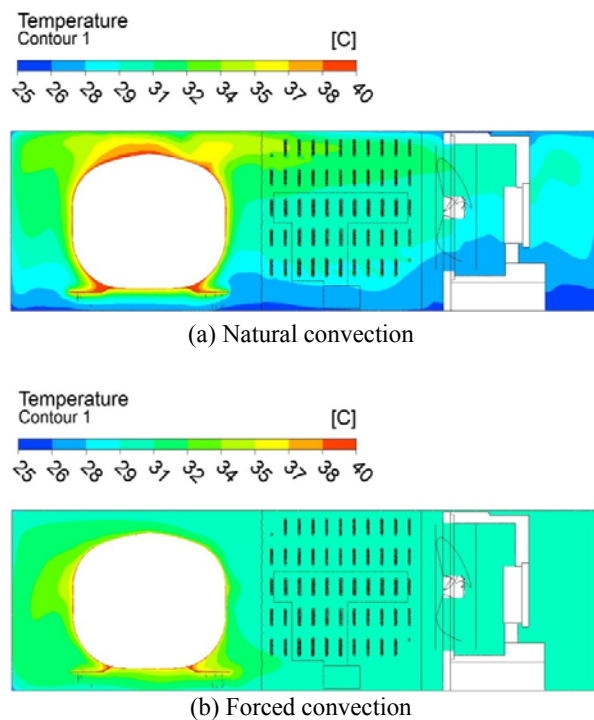 Temperature
Contour 1 [C]
25 26 28 29 31 32 34 35 37 38 40
(a) Natural convection
Temperature
Contour 1 [C]
25 26 28 29 31 32 34 35 37 38 40
(b) Forced convection